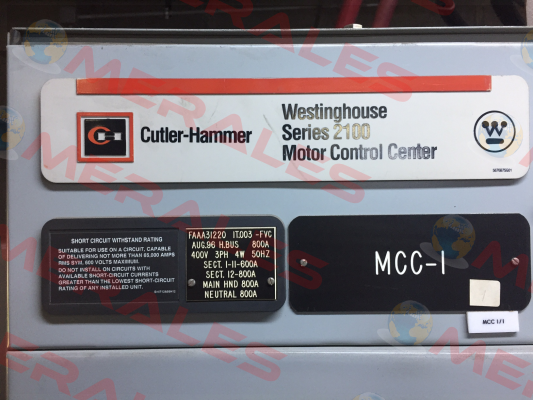 Cutler-Hammer
Westinghouse
Series 2100
Motor Control Center
SHORT CIRCUIT WITHSTAND RATING
SUITABLE FOR USE ON A CIRCUIT, CAPABLE
OF DELIVERING NOT MORE THAN 65,000 AMPS
RMS SYM, 600 VOLTS MAXIMUM.
DO NOT INSTALL ON CIRCUITS WITH
AVAILABLE SHORT-CIRCUIT CURRENTS
GREATER THAN THE LOWEST SHORT-CIRCUIT
RATING OF ANY INSTALLED UNIT.
FAAA31220 IT.003 -FVC
AUG.96 H.BUS 800A
400V 3PH 4W 50HZ
SECT. 1-11-600A
SECT. 12-800A
MAIN HND 800A
NEUTRAL 800A
MCC-1
MCC 1/1
MERALES
MERALES
MERALES